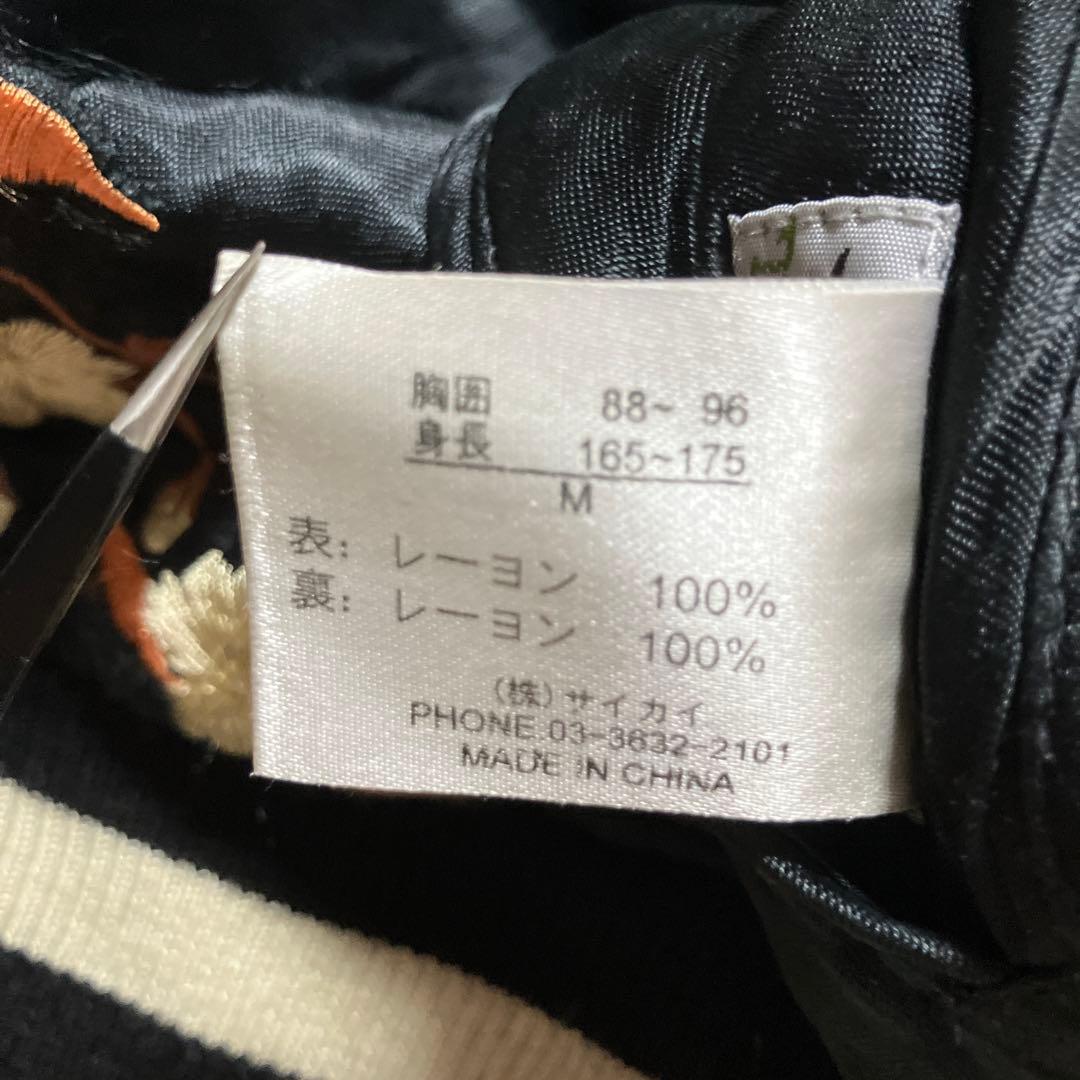 胸囲 88~ 96
身長 165~175
M
表: レーヨン 100%
裏: レーヨン 100%
(株)サイカイ
PHONE.03-3632-2101
MADE IN CHINA